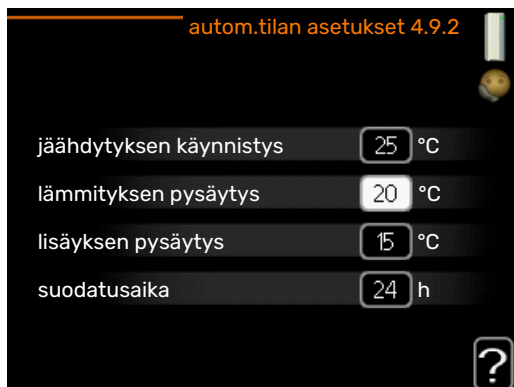 autom.tilan asetukset 4.9.2
jäähdytyksen käynnistys 25 °C
lämmityksen pysäytys 20 °C
lisäyksen pysäytys 15 °C
suodatusaika 24 h
?